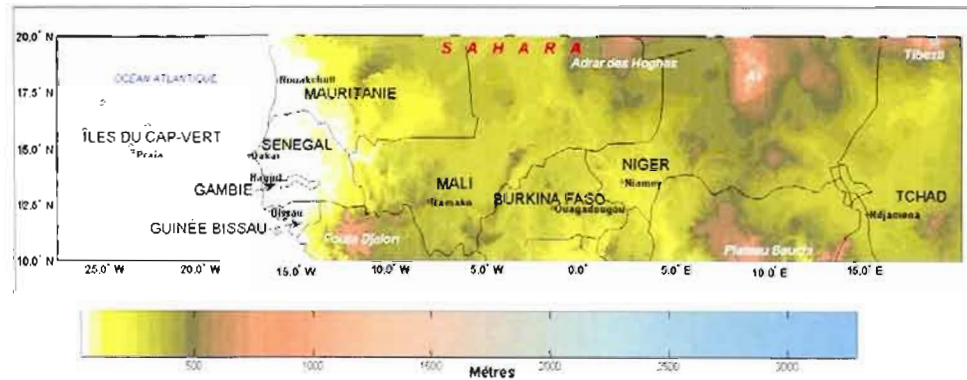 20.0° N
S A H A R A
Adrar des Hoghas
Tibesti
OCEAN ATLANTIQUE
Nouakchott
Aïr
17.5° N
MAURITANIE
ÎLES DU CAP-VERT
Praia
SENEGAL
15.0° N
Dakar
Banjul
NIGER
MALI
Niamey
GAMBIE
BURKINA FASO
TCHAD
12.5° N
Bissau
Bamako
Ouagadougou
Ndjamena
GUINÉE BISSAU
Fouta Djalon
Plateau Bauchi
10.0° N
25.0° W
20.0° W
15.0° W
10.0° W
5.0° W
0.0°
5.0° E
10.0° E
15.0° E
500
1000
1500
2000
2500
3000
Métres